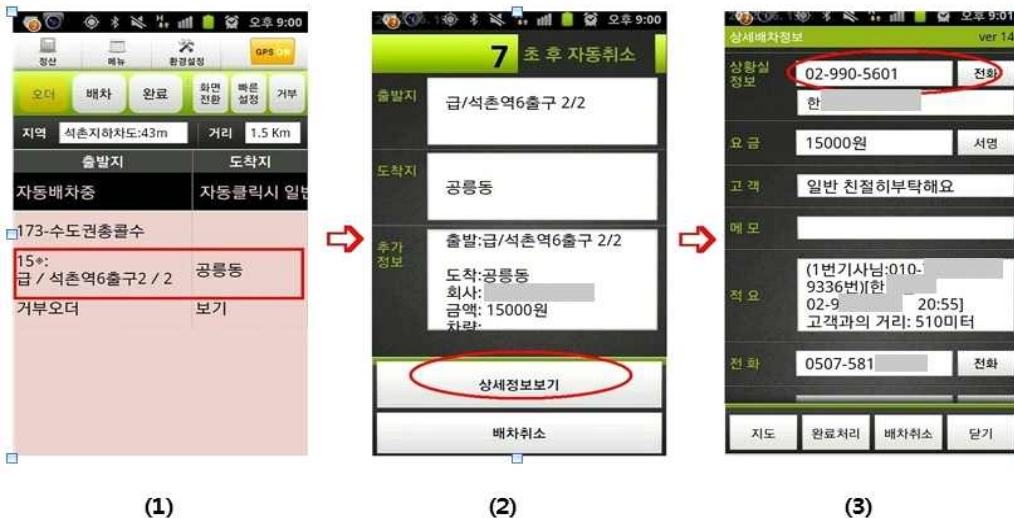 오후 9:00
정산
메뉴
환경설정
GPS ON
오더
배차
완료
화면
전환
빠른
설정
거부
지역
석촌지하차도:43m
거리
1.5 Km
출발지
도착지
자동배차중
자동클릭시 일반
173-수도권총콜수
15*:
급 / 석촌역6출구2 / 2
공릉동
거부오더
보기
(1)
오후 9:00
7 초 후 자동취소
출발지
급/석촌역6출구 2/2
도착지
공릉동
추가
정보
출발:급/석촌역6출구 2/2
도착:공릉동
회사:
금액: 15000원
차량:
상세정보보기
배차취소
(2)
오후 9:01
상세배차정보
ver 14
상황실
정보
02-990-5601
전화
한
요 금
15000원
서명
고 객
일반 친절히부탁해요
메 모
적 요
(1번기사님:010-
9336번)[한
02-9 20:55]
고객과의 거리: 510미터
전 화
0507-581
전화
지도
완료처리
배차취소
닫기
(3)